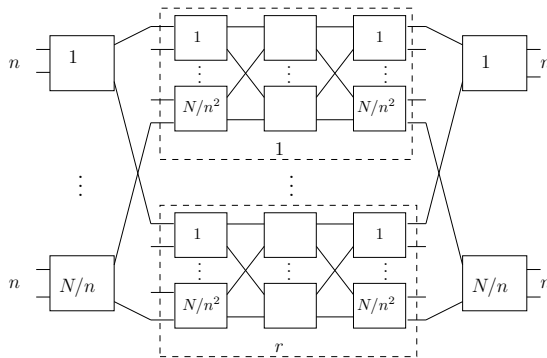 1 1
n 1 1 n
⋮ ⋮ ⋮
N/n² N/n²
1
⋮ ⋮ ⋮
1 1
⋮ ⋮ ⋮
n N/n N/n n
N/n² N/n²
r